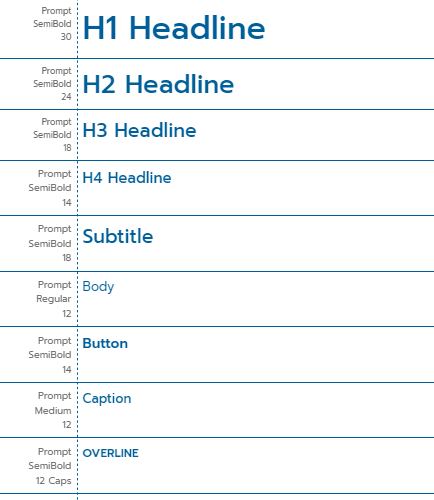 Prompt
SemiBold
30
H1 Headline
Prompt
SemiBold
24
H2 Headline
Prompt
SemiBold
18
H3 Headline
Prompt
SemiBold
14
H4 Headline
Prompt
SemiBold
18
Subtitle
Prompt
Regular
12
Body
Prompt
SemiBold
14
Button
Prompt
Medium
12
Caption
Prompt
SemiBold
12 Caps
OVERLINE